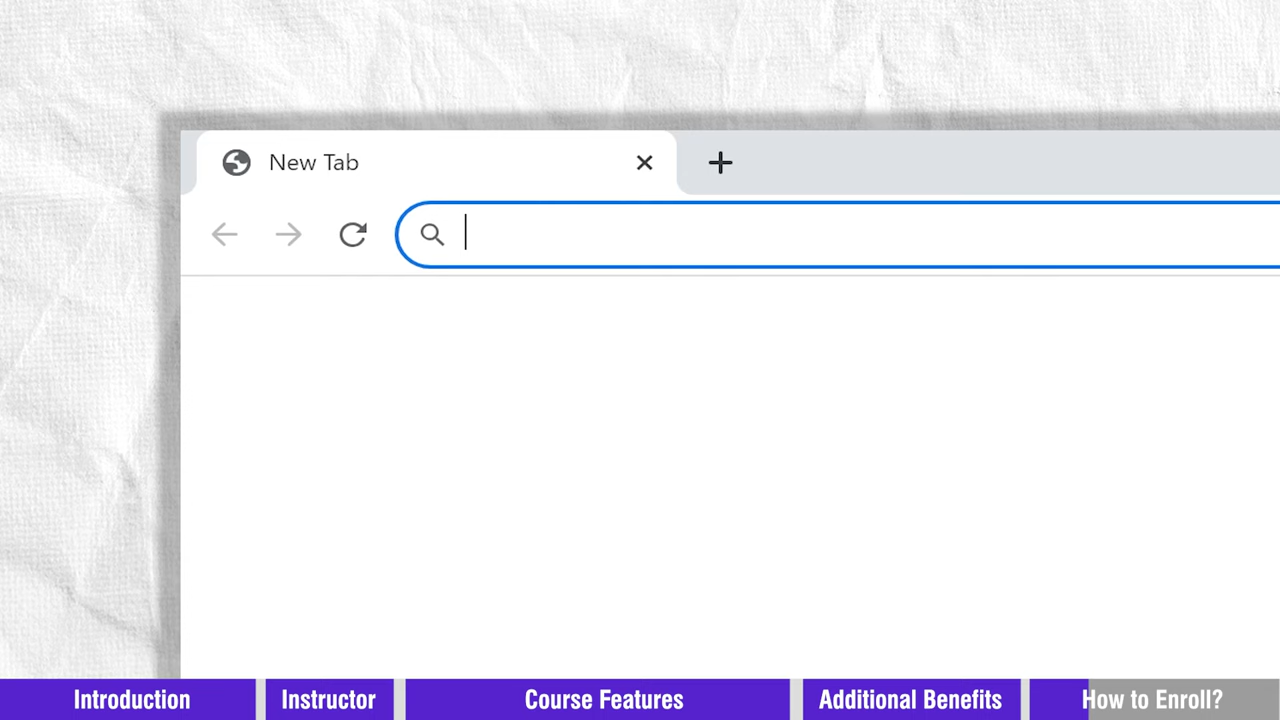 New Tab
Introduction
Instructor
Course Features
Additional Benefits
How to Enroll?